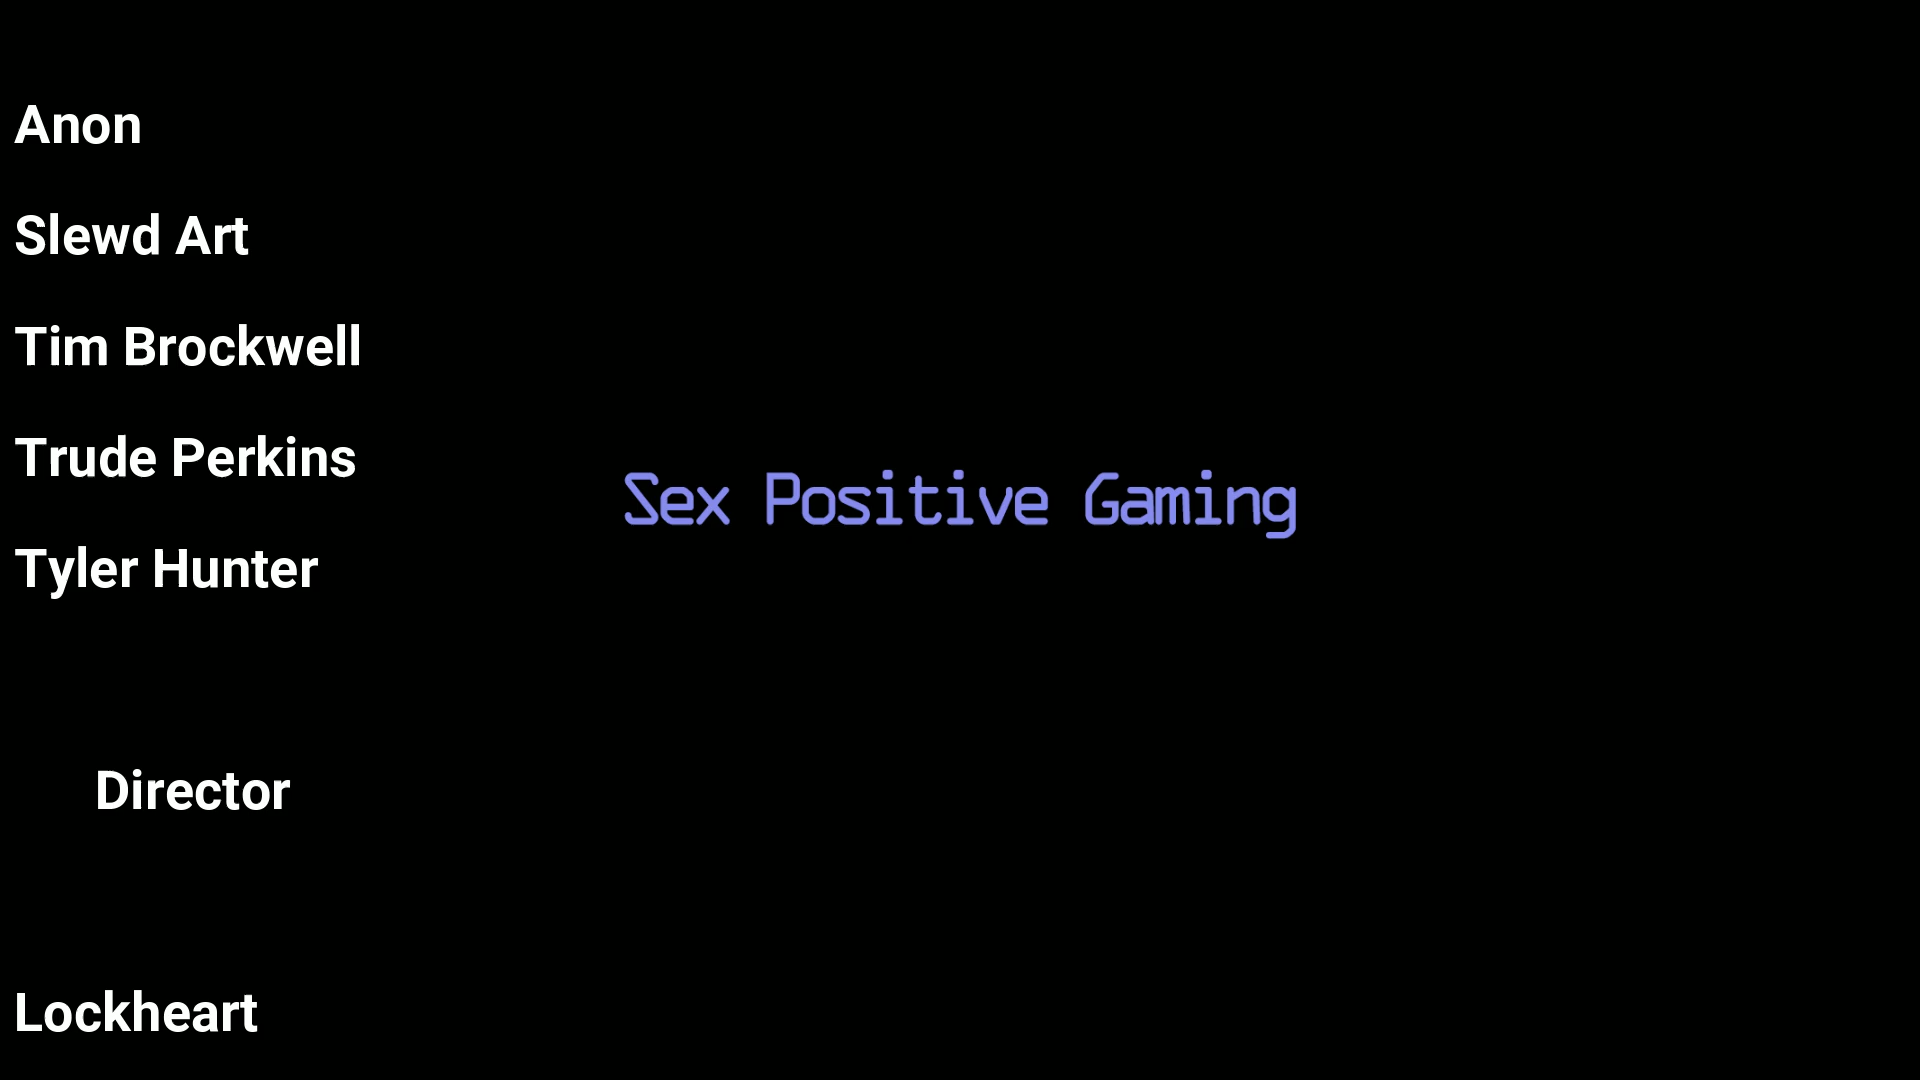 Anon
Slewd Art
Tim Brockwell
Trude Perkins
Sex Positive Gaming
Tyler Hunter
Director
Lockheart